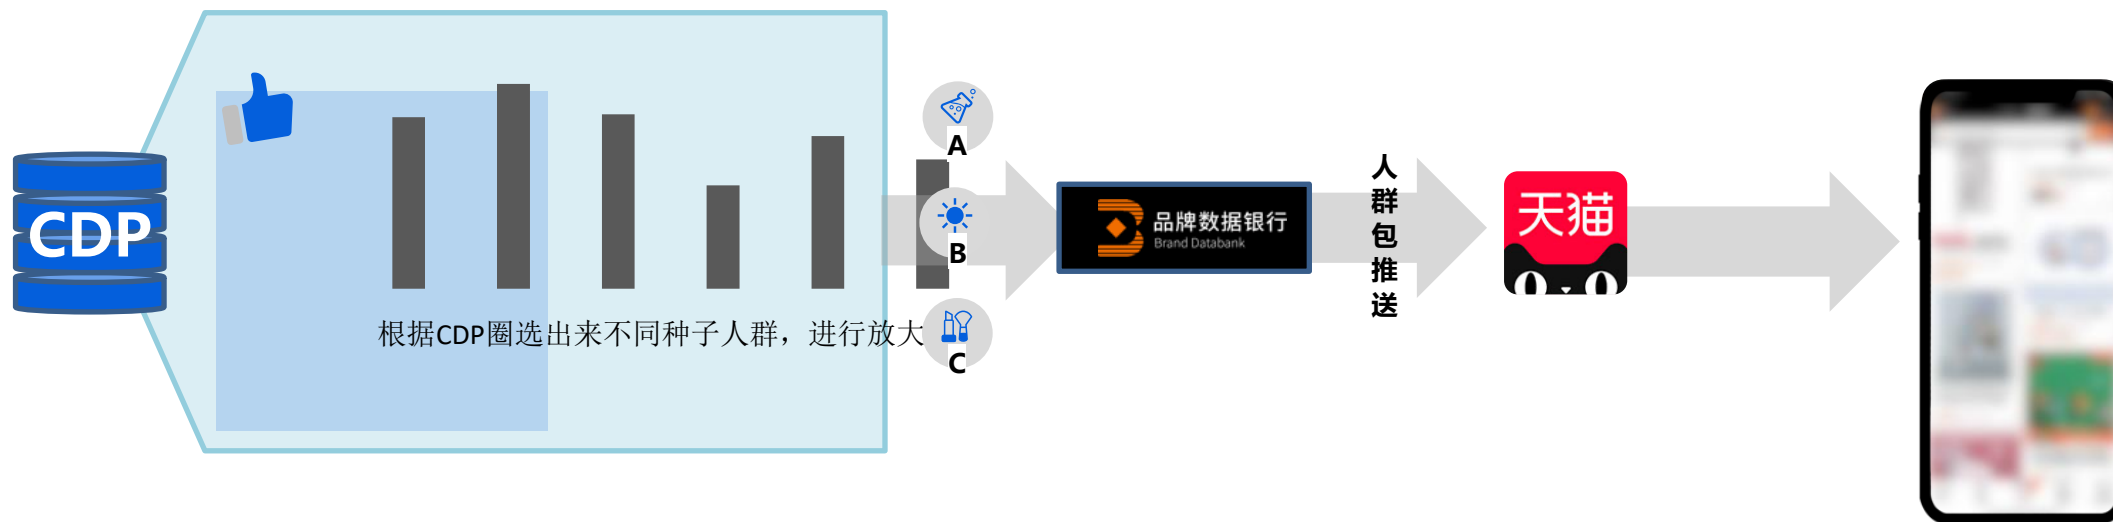 CDP
根据CDP圈选出来不同种子人群，进行放大
A
B
C
品牌数据银行
Brand Databank
人群包推送
天猫